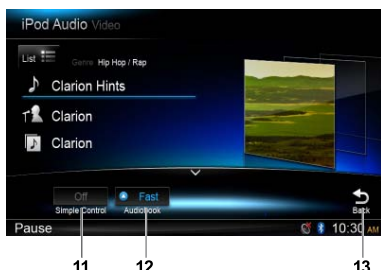 iPod Audio Video
List Genre Hip Hop / Rap
Clarion Hints
Clarion
Clarion
Off Fast
Simple Control Audiobook Back
Pause 10:30 AM
11 12 13